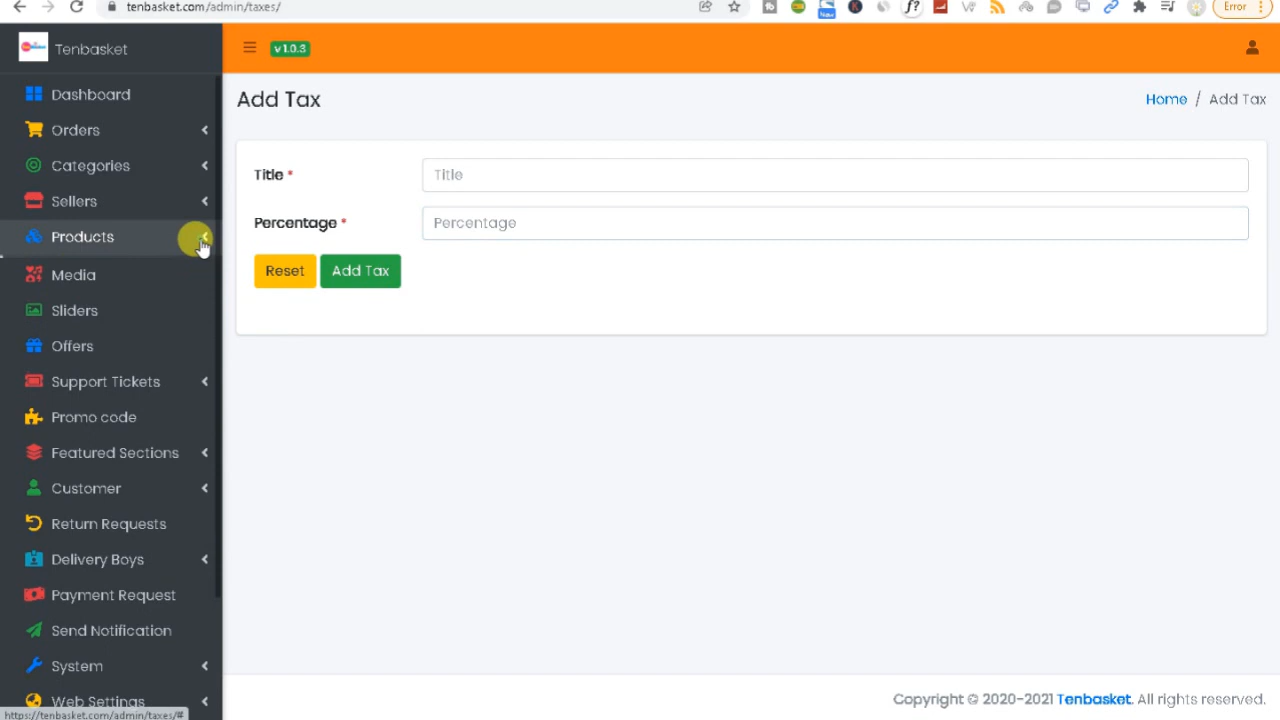 tenbasket.com/admin/taxes/
Error
Tenbasket
v1.0.3
Dashboard
Orders
Categories
Sellers
Products
Media
Sliders
Offers
Support Tickets
Promo code
Featured Sections
Customer
Return Requests
Delivery Boys
Payment Request
Send Notification
System
Web Settings
https://tenbasket.com/admin/taxes/#
Add Tax
Home / Add Tax
Title *
Title
Percentage *
Percentage
Reset
Add Tax
Copyright © 2020-2021 Tenbasket. All rights reserved.